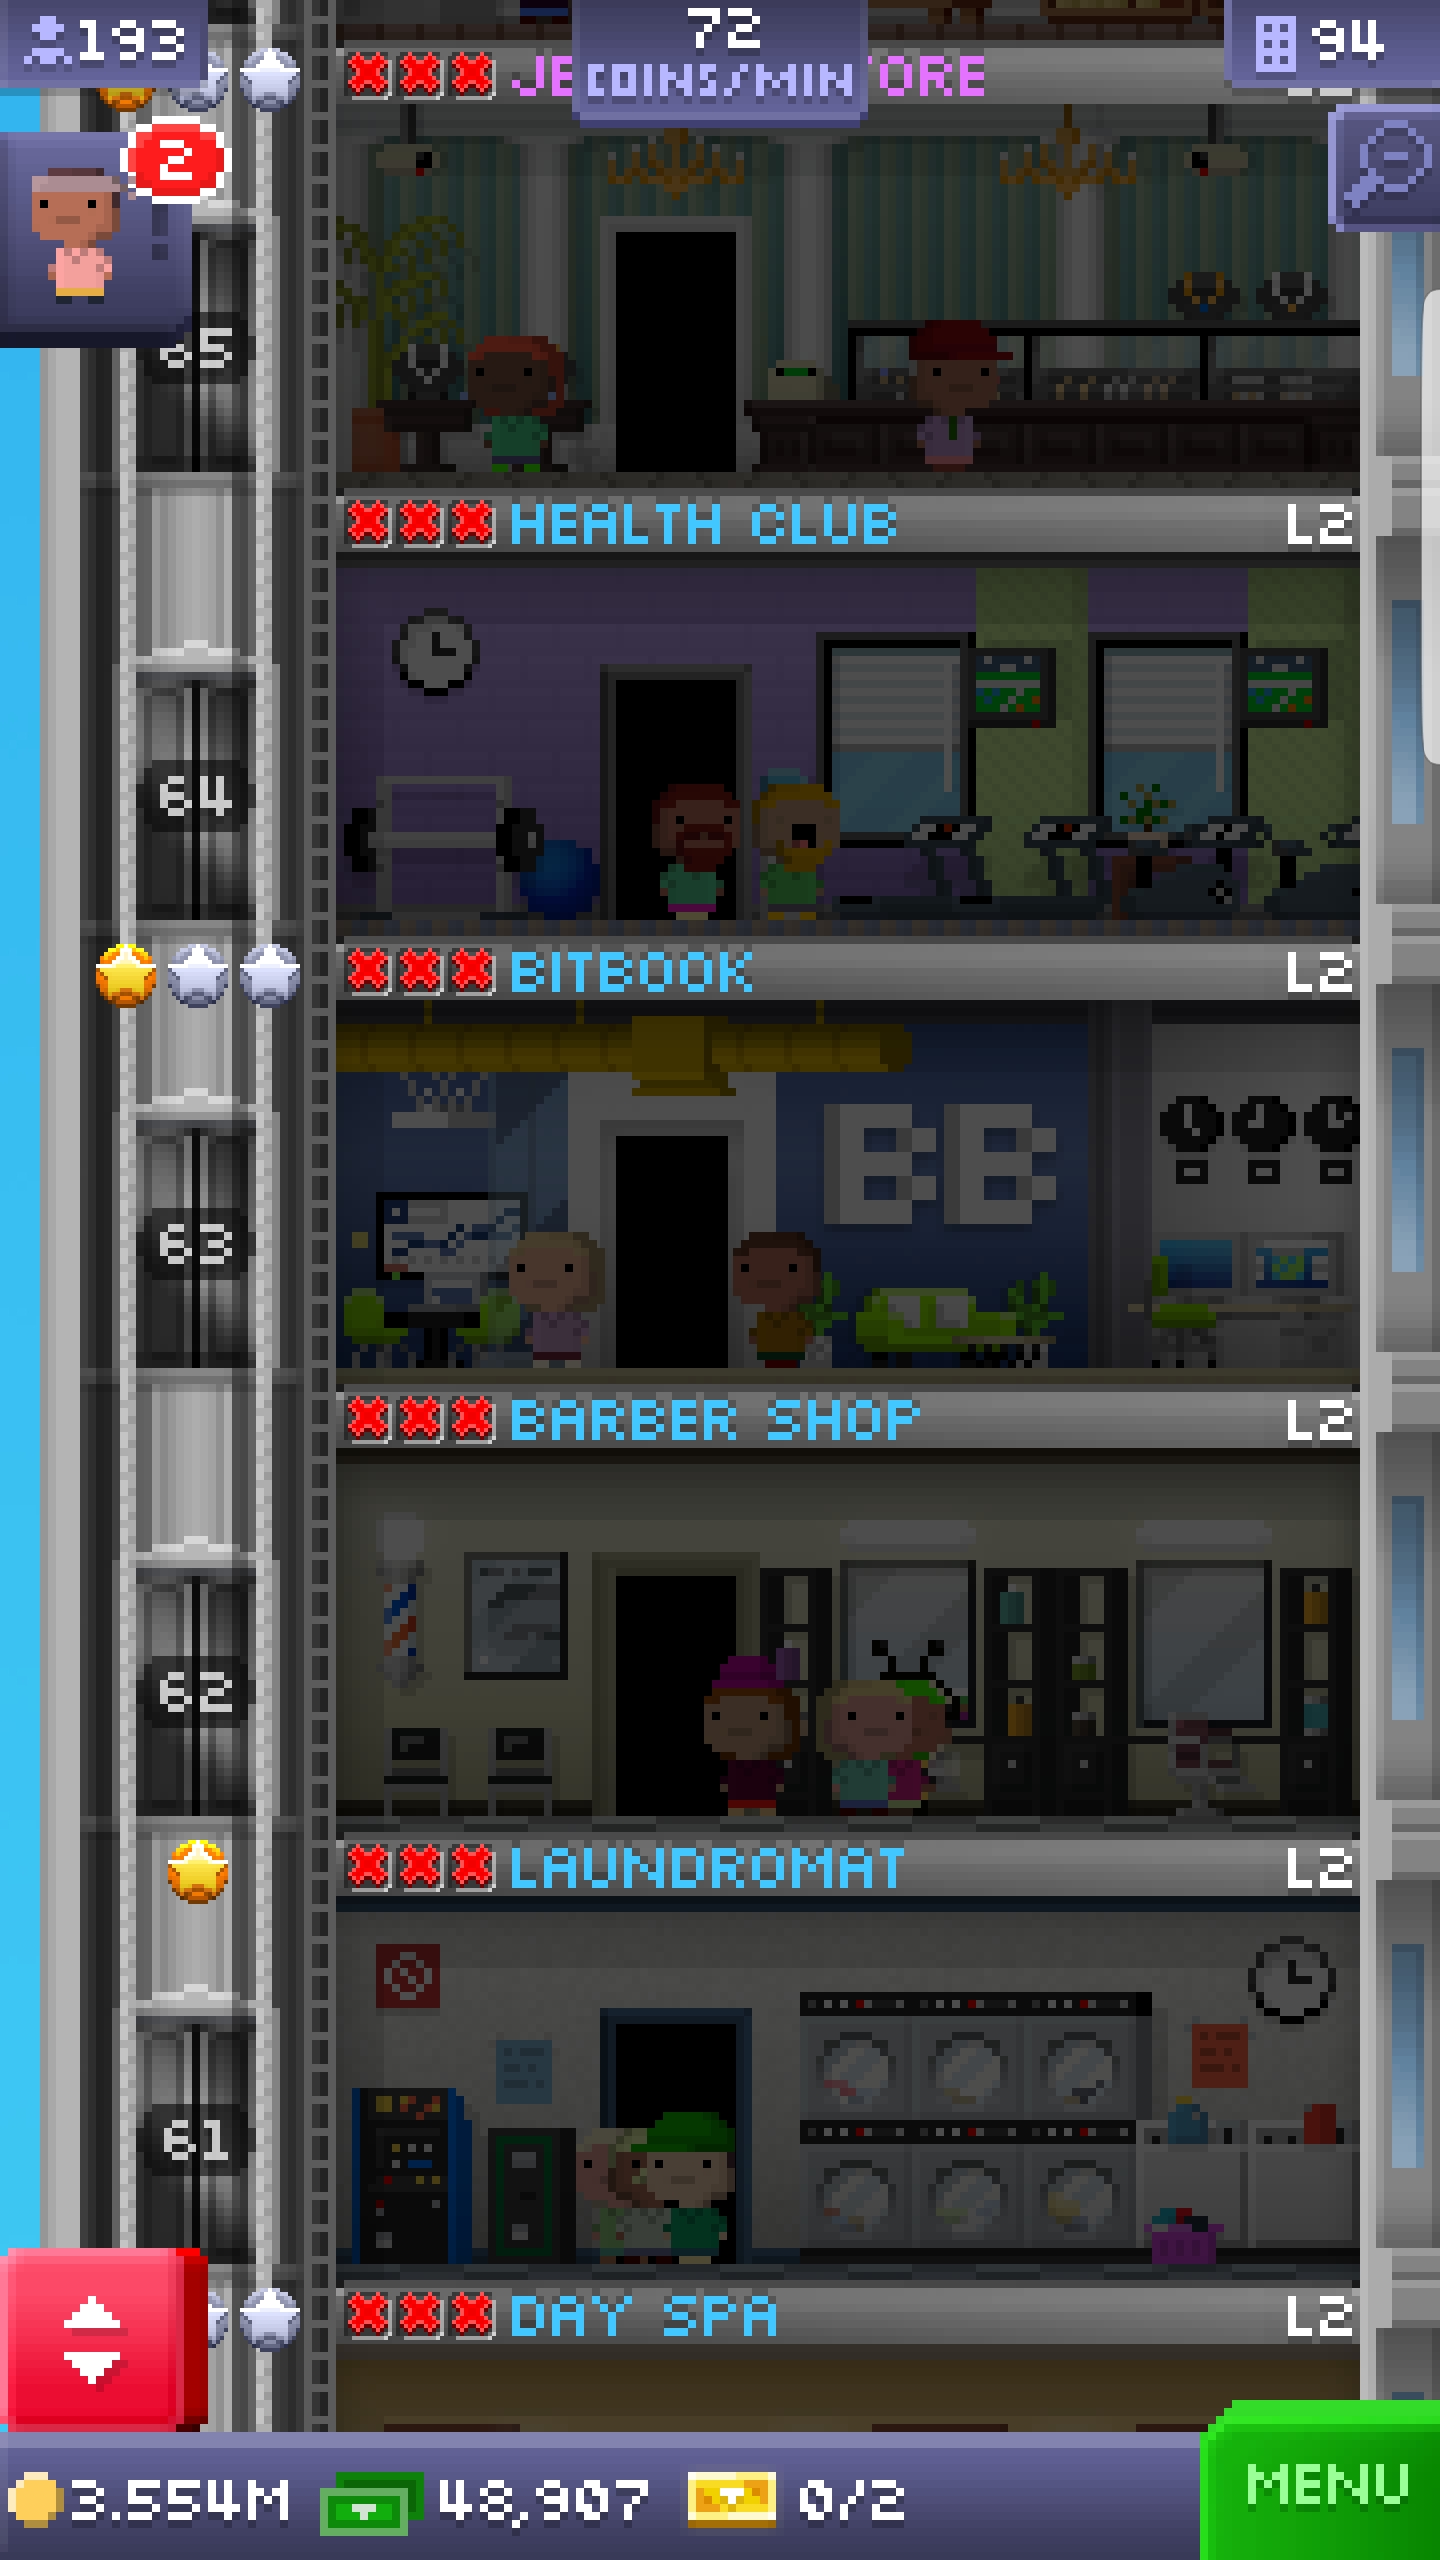 193
72
COINS/MIN
94
2
JE ORE
65
HEALTH CLUB L2
64
BITBOOK L2
63
BB
BARBER SHOP L2
62
LAUNDROMAT L2
61
DAY SPA L2
3.554M 48,907 0/2
MENU